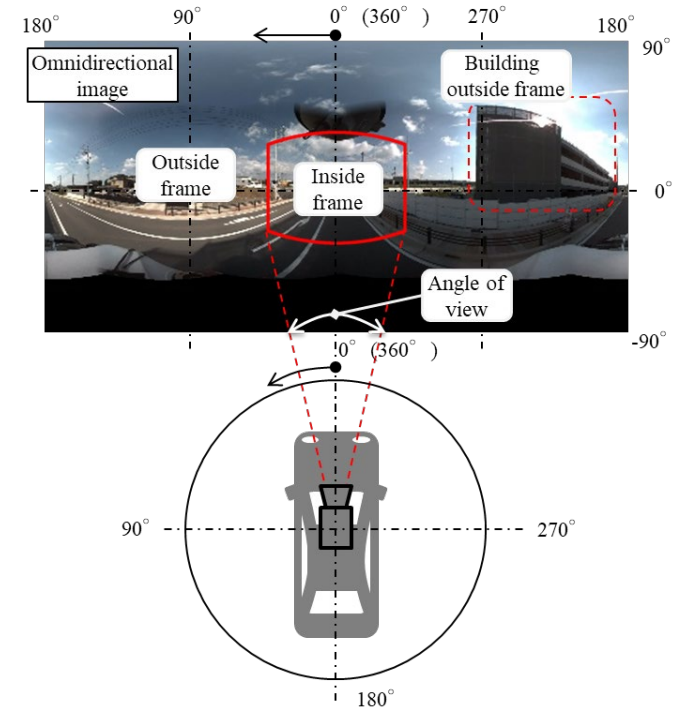 180° 90° 0° (360° ) 270° 180°
90°
Omnidirectional
image
Building
outside frame
Outside
frame
Inside
frame
0°
Angle of
view
-90°
0° (360° )
90°
270°
180°